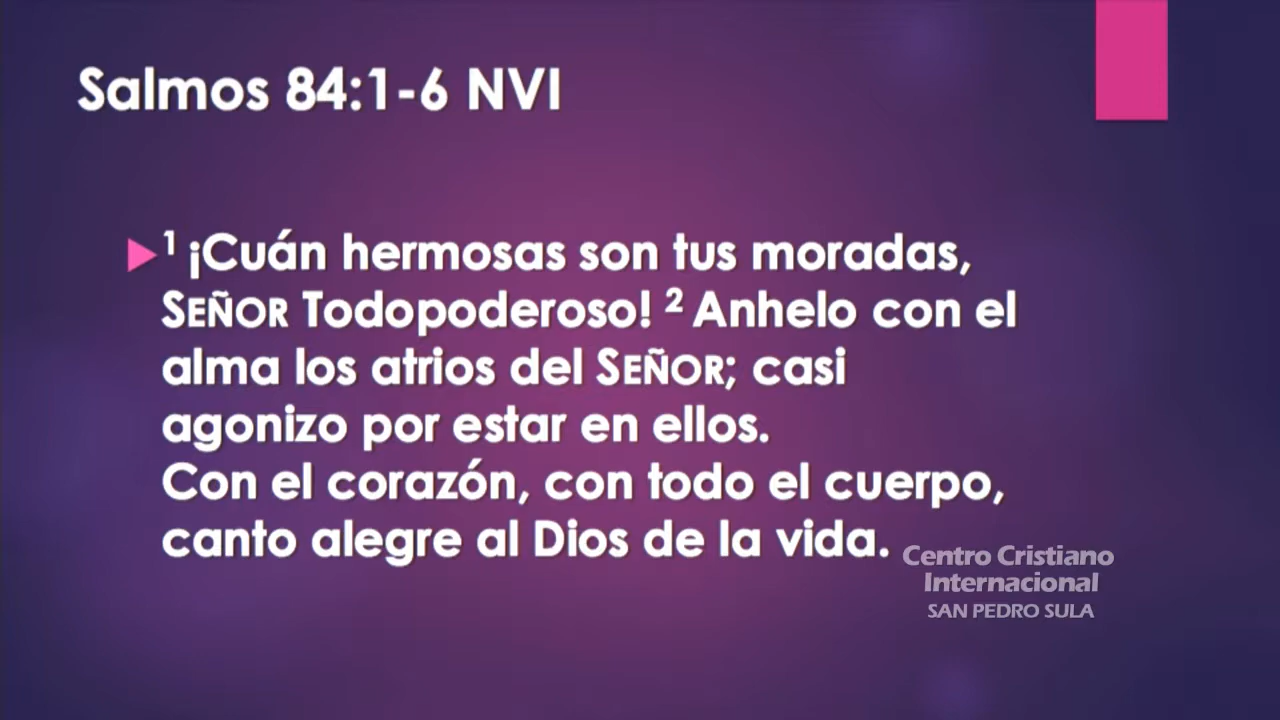 Salmos 84:1-6 NVI
1 ¡Cuán hermosas son tus moradas,
SEÑOR Todopoderoso! 2 Anhelo con el
alma los atrios del SEÑOR; casi
agonizo por estar en ellos.
Con el corazón, con todo el cuerpo,
canto alegre al Dios de la vida.
Centro Cristiano
Internacional
SAN PEDRO SULA